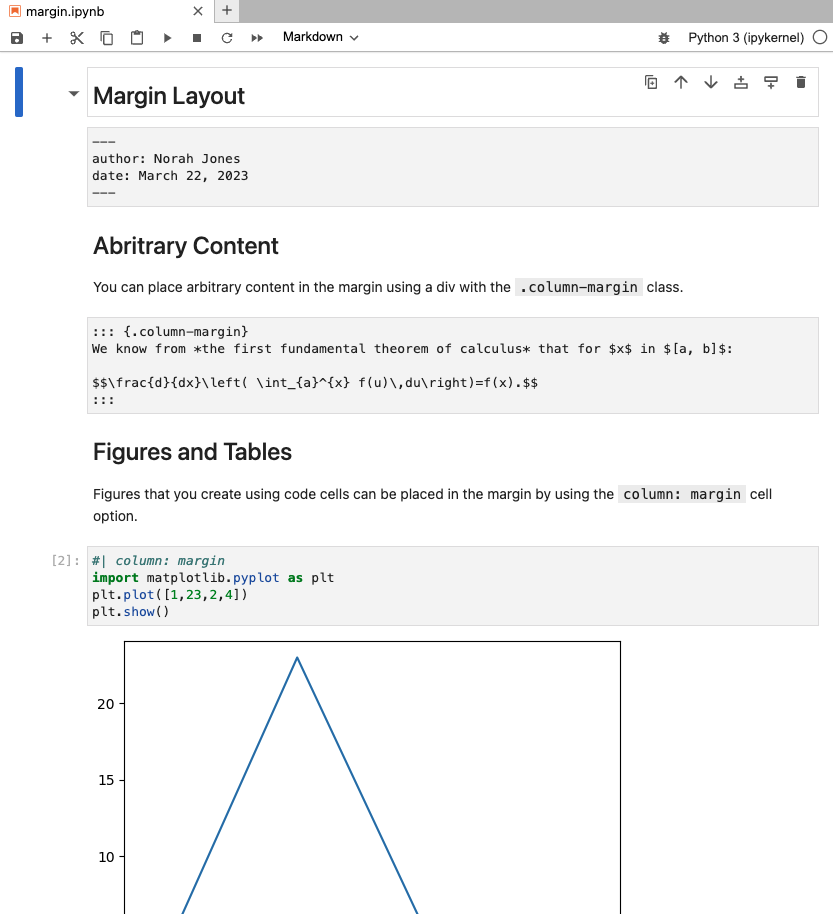 margin.ipynb
Markdown
Python 3 (ipykernel)
Margin Layout
---
author: Norah Jones
date: March 22, 2023
---
Abritrary Content
You can place arbitrary content in the margin using a div with the .column-margin class.
::: {.column-margin}
We know from *the first fundamental theorem of calculus* that for $x$ in $[a, b]$:
$$\frac{d}{dx}\left( \int_{a}^{x} f(u)\,du\right)=f(x).$$
:::
Figures and Tables
Figures that you create using code cells can be placed in the margin by using the column: margin cell
option.
[2]:
#| column: margin
import matplotlib.pyplot as plt
plt.plot([1,23,2,4])
plt.show()
20
15
10